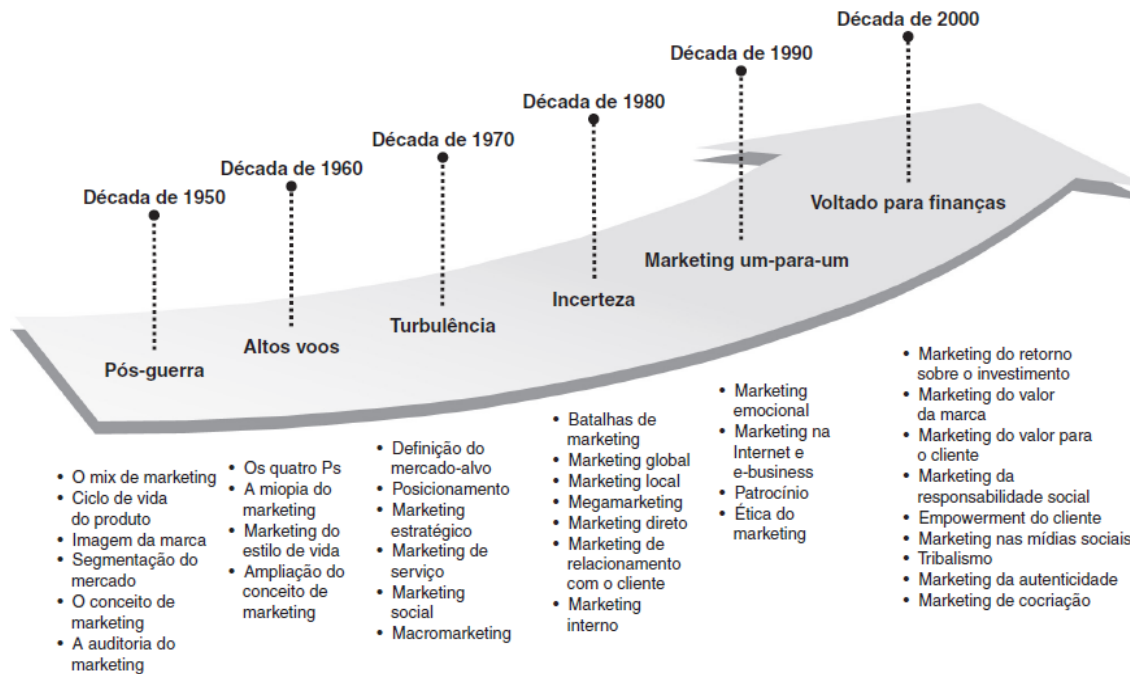 Década de 1950
Pós-guerra
• O mix de marketing
• Ciclo de vida
do produto
• Imagem da marca
• Segmentação do
mercado
• O conceito de
marketing
• A auditoria do
marketing
Década de 1960
Altos voos
• Os quatro Ps
• A miopia do
marketing
• Marketing do
estilo de vida
• Ampliação do
conceito de
marketing
Década de 1970
Turbulência
• Definição do
mercado-alvo
• Posicionamento
• Marketing
estratégico
• Marketing de
serviço
• Marketing
social
• Macromarketing
Década de 1980
Incerteza
• Batalhas de
marketing
• Marketing global
• Marketing local
• Megamarketing
• Marketing direto
• Marketing de
relacionamento
com o cliente
• Marketing
interno
Década de 1990
Marketing um-para-um
• Marketing
emocional
• Marketing na
Internet e
e-business
• Patrocínio
• Ética do
marketing
Década de 2000
Voltado para finanças
• Marketing do retorno
sobre o investimento
• Marketing do valor
da marca
• Marketing do valor para
o cliente
• Marketing da
responsabilidade social
• Empowerment do cliente
• Marketing nas mídias sociais
• Tribalismo
• Marketing da autenticidade
• Marketing de cocriação